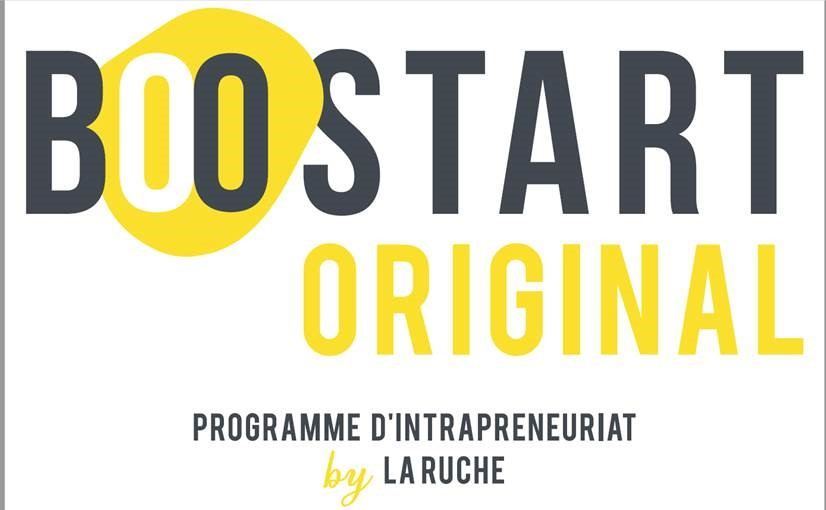 BOOSTART
ORIGINAL
PROGRAMME D'INTRAPRENEURIAT
by LA RUCHE